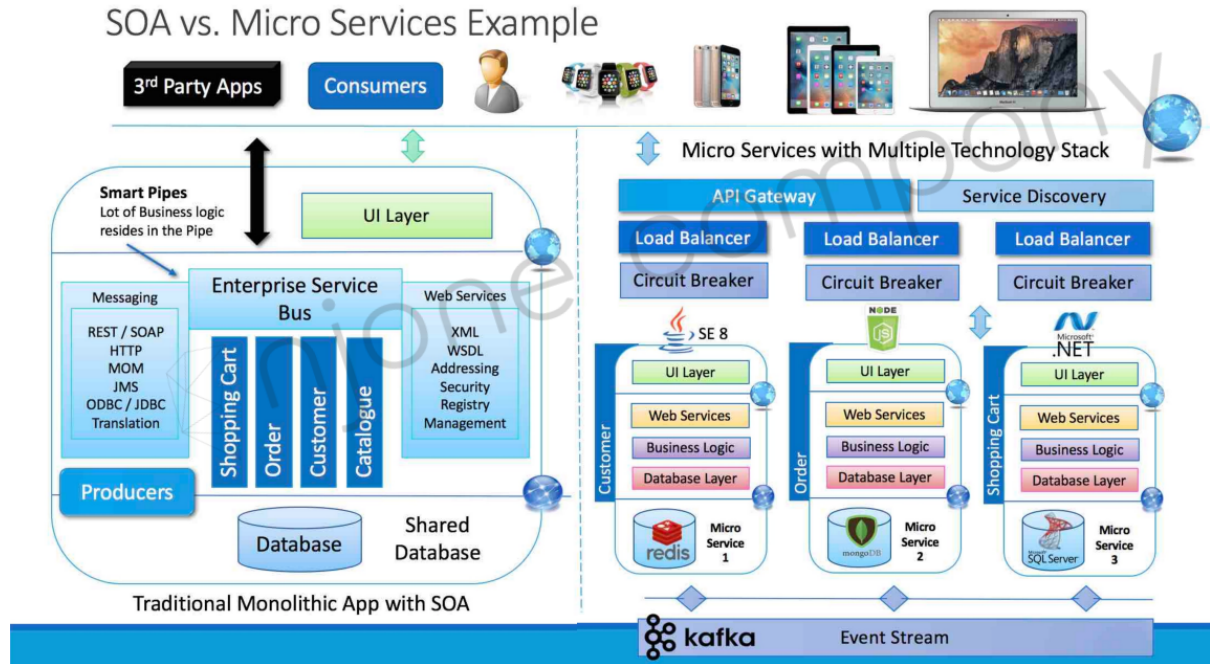 SOA vs. Micro Services Example
3rd Party Apps
Consumers
Smart Pipes
Lot of Business logic
resides in the Pipe
UI Layer
Enterprise Service
Bus
Messaging
REST / SOAP
HTTP
MOM
JMS
ODBC / JDBC
Translation
Shopping Cart
Order
Customer
Catalogue
Web Services
XML
WSDL
Addressing
Security
Registry
Management
Producers
Database
Shared
Database
Traditional Monolithic App with SOA
Micro Services with Multiple Technology Stack
API Gateway
Service Discovery
Load Balancer
Load Balancer
Load Balancer
Circuit Breaker
Circuit Breaker
Circuit Breaker
Java
SE 8
Customer
UI Layer
Web Services
Business Logic
Database Layer
redis
Micro
Service
1
NODE
JS
Order
UI Layer
Web Services
Business Logic
Database Layer
mongoDB
Micro
Service
2
Microsoft
.NET
Shopping Cart
UI Layer
Web Services
Business Logic
Database Layer
Microsoft
SQL Server
Micro
Service
3
kafka
Event Stream
njone company